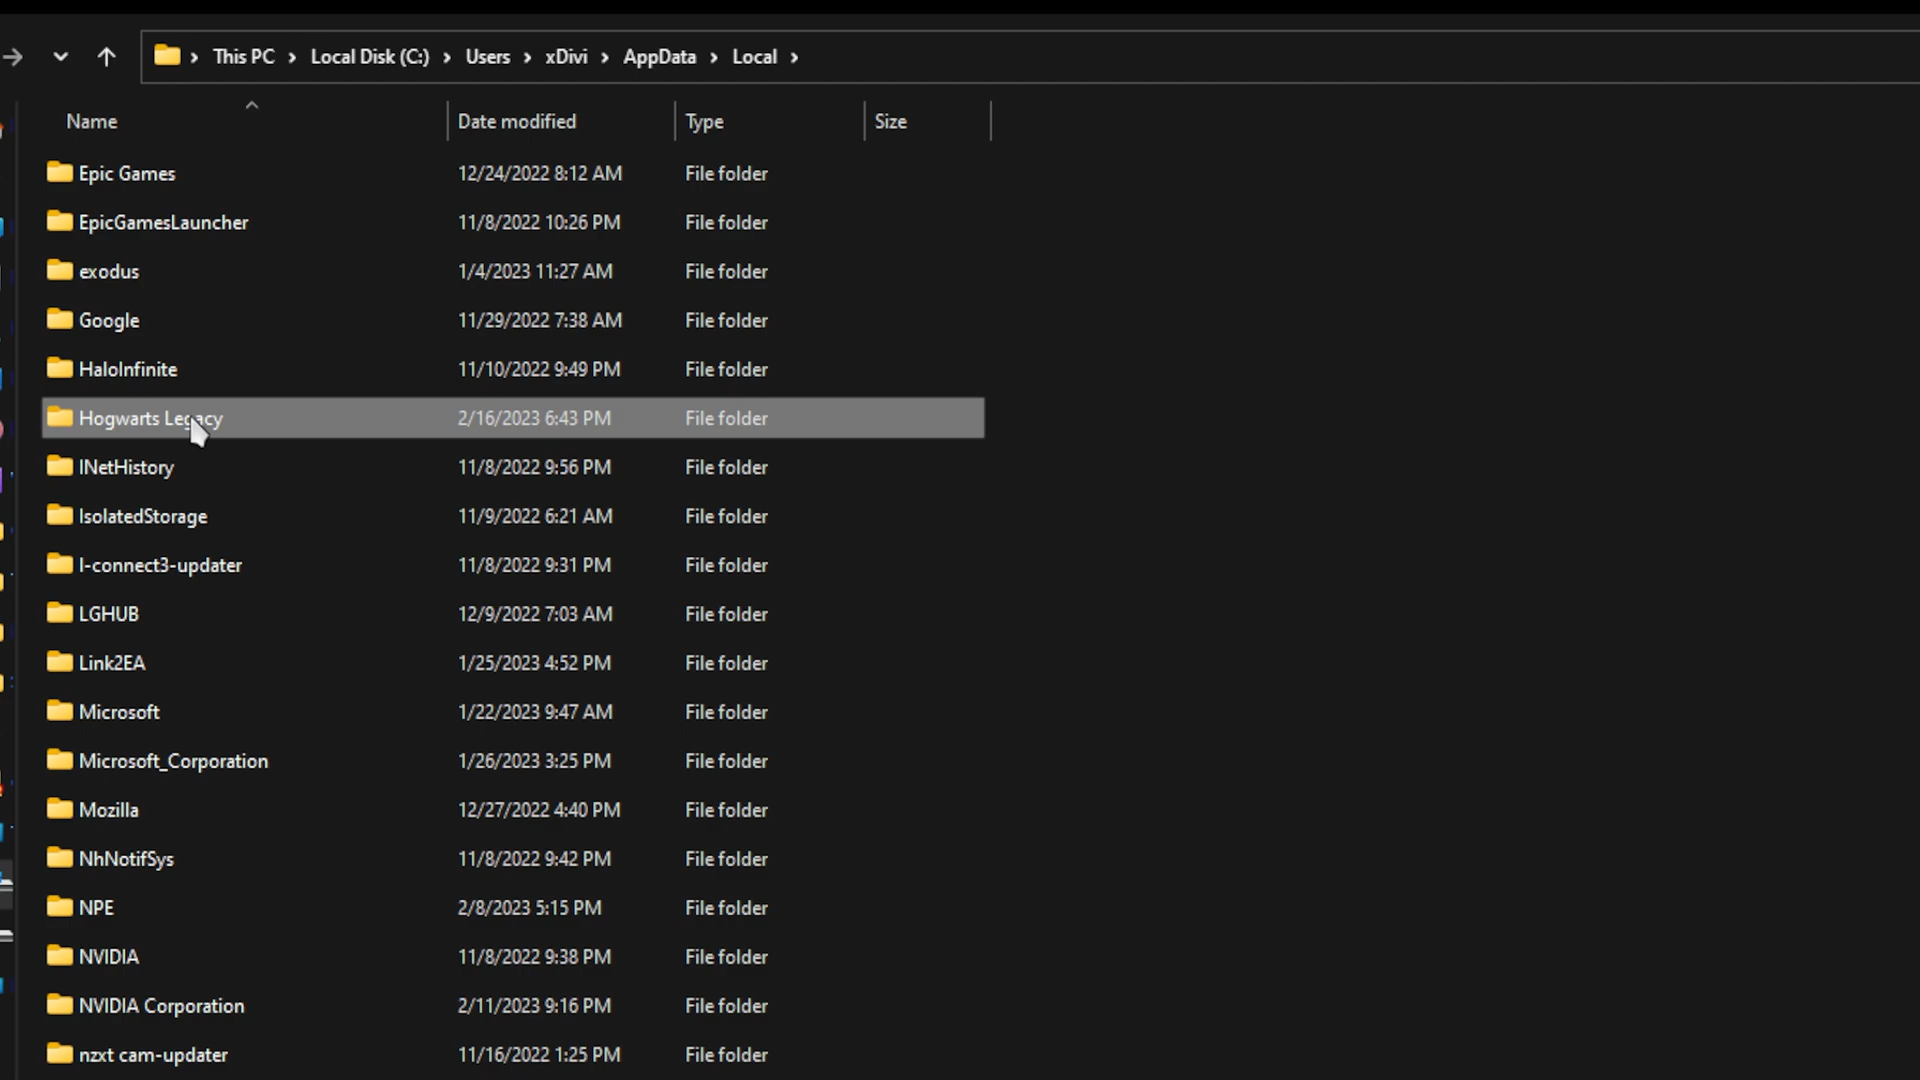 This PC > Local Disk (C:) > Users > xDivi > AppData > Local >
Name Date modified Type Size
Epic Games 12/24/2022 8:12 AM File folder
EpicGamesLauncher 11/8/2022 10:26 PM File folder
exodus 1/4/2023 11:27 AM File folder
Google 11/29/2022 7:38 AM File folder
HaloInfinite 11/10/2022 9:49 PM File folder
Hogwarts Legacy 2/16/2023 6:43 PM File folder
INetHistory 11/8/2022 9:56 PM File folder
IsolatedStorage 11/9/2022 6:21 AM File folder
l-connect3-updater 11/8/2022 9:31 PM File folder
LGHUB 12/9/2022 7:03 AM File folder
Link2EA 1/25/2023 4:52 PM File folder
Microsoft 1/22/2023 9:47 AM File folder
Microsoft_Corporation 1/26/2023 3:25 PM File folder
Mozilla 12/27/2022 4:40 PM File folder
NhNotifSys 11/8/2022 9:42 PM File folder
NPE 2/8/2023 5:15 PM File folder
NVIDIA 11/8/2022 9:38 PM File folder
NVIDIA Corporation 2/11/2023 9:16 PM File folder
nzxt cam-updater 11/16/2022 1:25 PM File folder